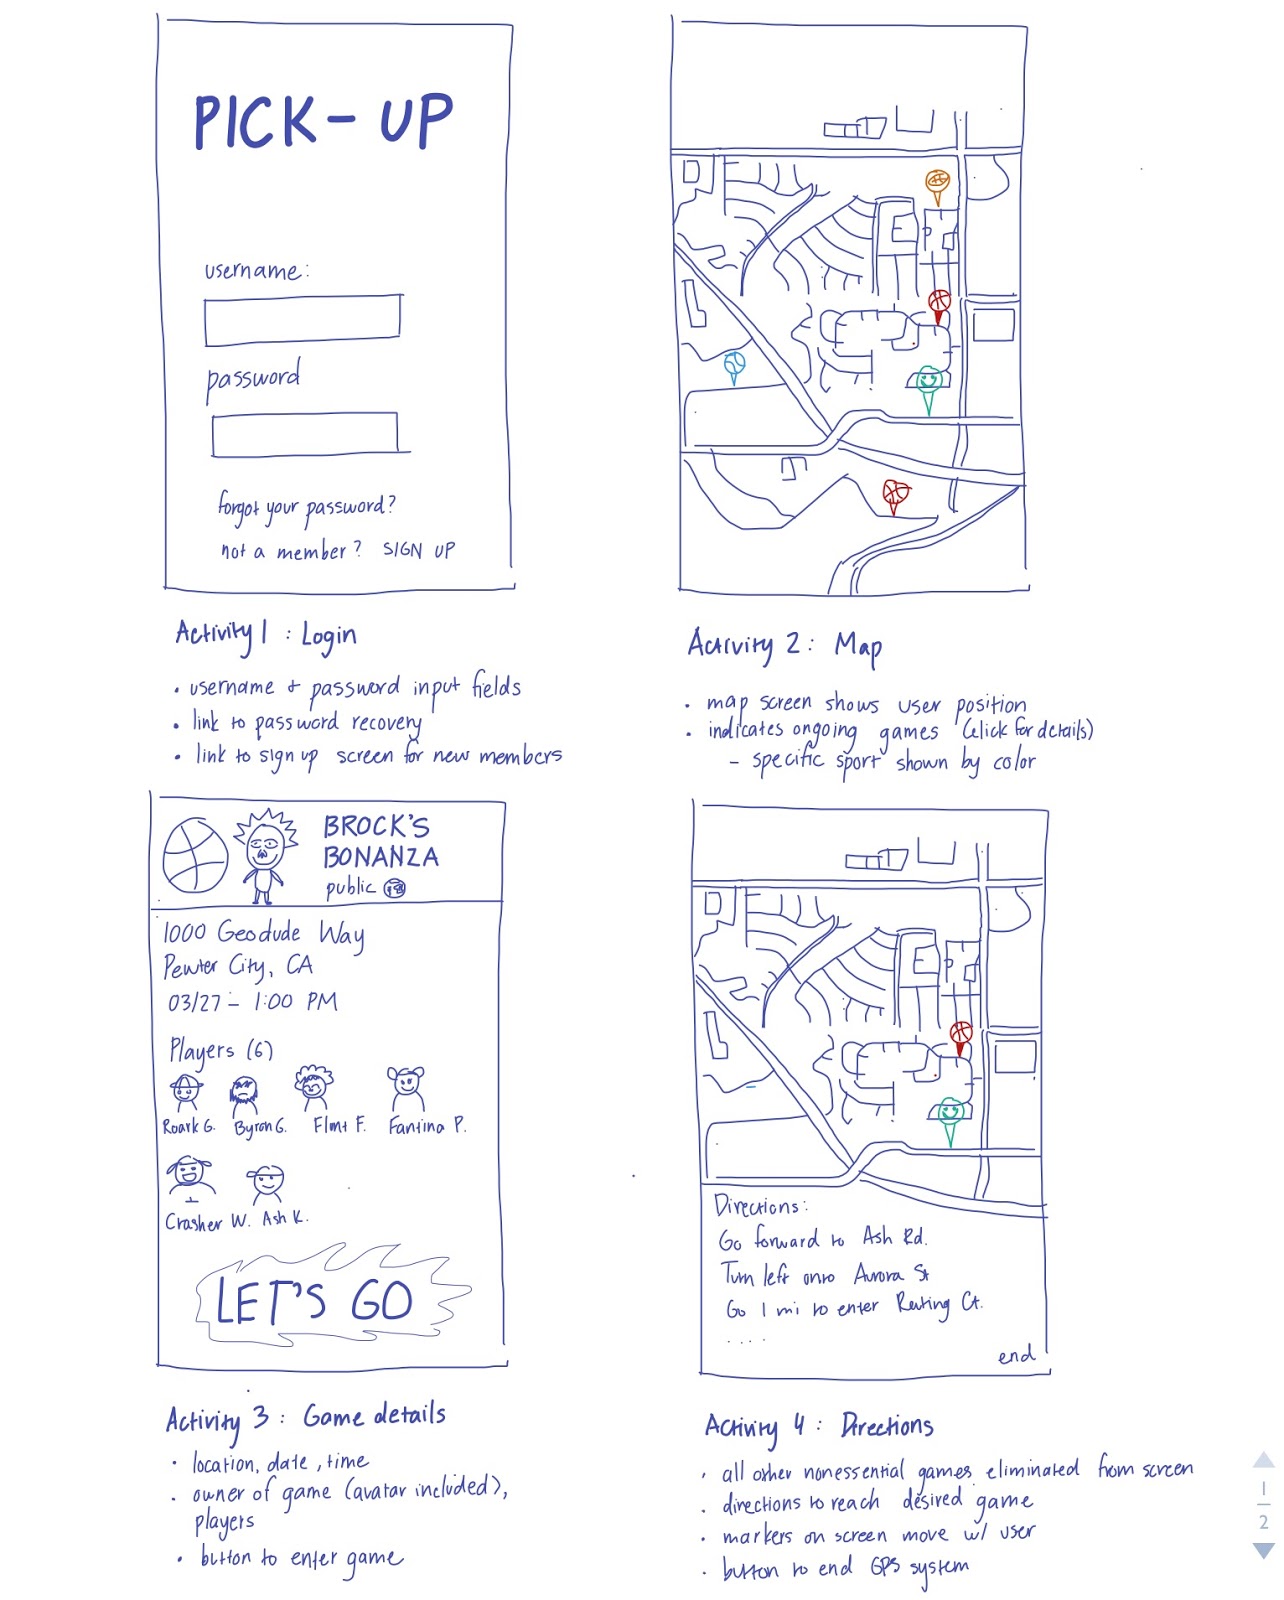 PICK-UP
username:
password
forgot your password?
not a member? SIGN UP
Activity 1 : Login
• username + password input fields
• link to password recovery
• link to sign up screen for new members
E
Activity 2 : Map
• map screen shows user position
• indicates ongoing games (click for details)
- specific sport shown by color
BROCK'S
BONANZA
public
1000 Geodude Way
Pewter City, CA
03/27 - 1:00 PM
Players (6)
Roark G. Byron G. Flint F. Fantina P.
Crasher W. Ash K.
LET'S GO
Activity 3 : Game details
• location, date, time
• owner of game (avatar included),
players
• button to enter game
E
Directions:
Go forward to Ash Rd.
Turn left onto Aurora St
Go 1 mi to enter Ct.
....
end
Activity 4 : Directions
• all other nonessential games eliminated from screen
• directions to reach desired game
• markers on screen move w/ user
• button to end GPS system
1
2